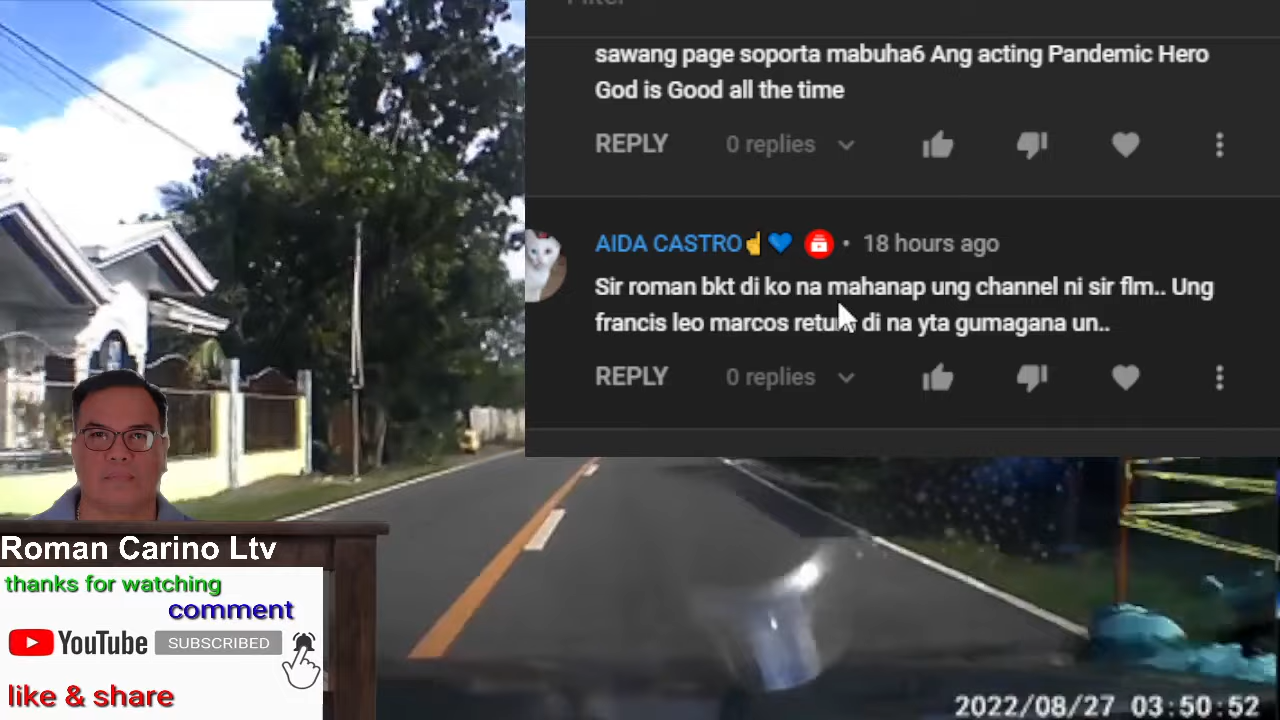 sawang page soporta mabuha6 Ang acting Pandemic Hero
God is Good all the time
REPLY 0 replies
AIDA CASTRO☝️💙 • 18 hours ago
Sir roman bkt di ko na mahanap ung channel ni sir flm.. Ung
francis leo marcos return di na yta gumagana un..
REPLY 0 replies
Roman Carino Ltv
thanks for watching
comment
YouTube SUBSCRIBED
like & share
2022/08/27 03:50:52